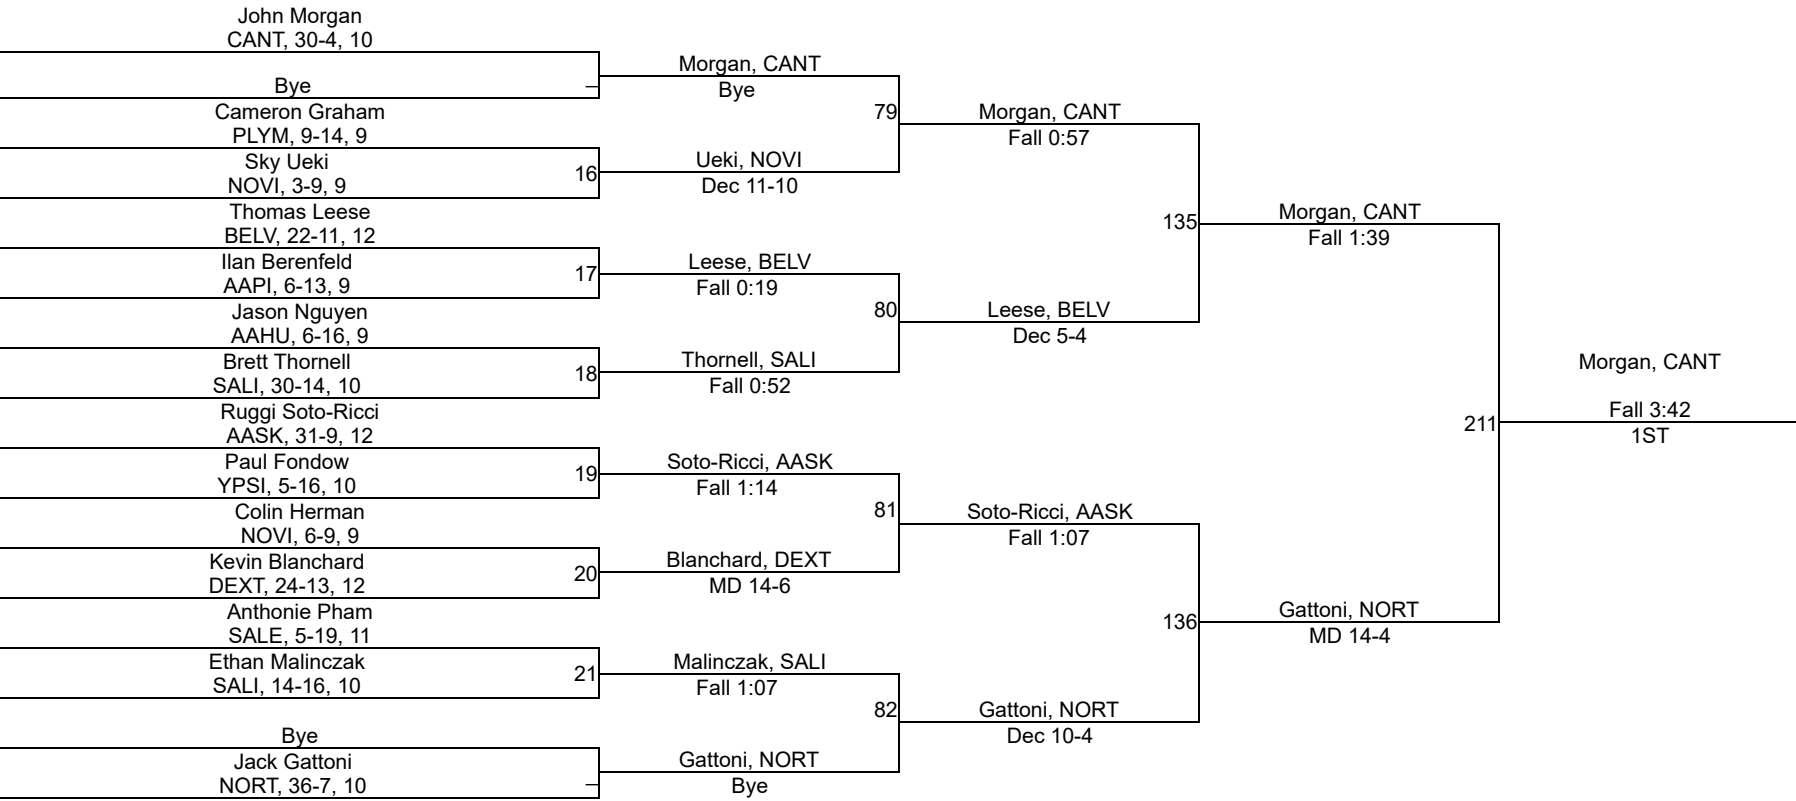 John Morgan
CANT, 30-4, 10
Bye
–
Cameron Graham
PLYM, 9-14, 9
Sky Ueki
NOVI, 3-9, 9
16
Thomas Leese
BELV, 22-11, 12
Ilan Berenfeld
AAPI, 6-13, 9
17
Jason Nguyen
AAHU, 6-16, 9
Brett Thornell
SALI, 30-14, 10
18
Ruggi Soto-Ricci
AASK, 31-9, 12
Paul Fondow
YPSI, 5-16, 10
19
Colin Herman
NOVI, 6-9, 9
Kevin Blanchard
DEXT, 24-13, 12
20
Anthonie Pham
SALE, 5-19, 11
Ethan Malinczak
SALI, 14-16, 10
21
Bye
Jack Gattoni
NORT, 36-7, 10
–
Morgan, CANT
Bye
79
Ueki, NOVI
Dec 11-10
Leese, BELV
Fall 0:19
80
Thornell, SALI
Fall 0:52
Soto-Ricci, AASK
Fall 1:14
81
Blanchard, DEXT
MD 14-6
Malinczak, SALI
Fall 1:07
82
Gattoni, NORT
Bye
Morgan, CANT
Fall 0:57
135
Leese, BELV
Dec 5-4
Soto-Ricci, AASK
Fall 1:07
136
Gattoni, NORT
Dec 10-4
Morgan, CANT
Fall 1:39
211
Gattoni, NORT
MD 14-4
Morgan, CANT
Fall 3:42
1ST